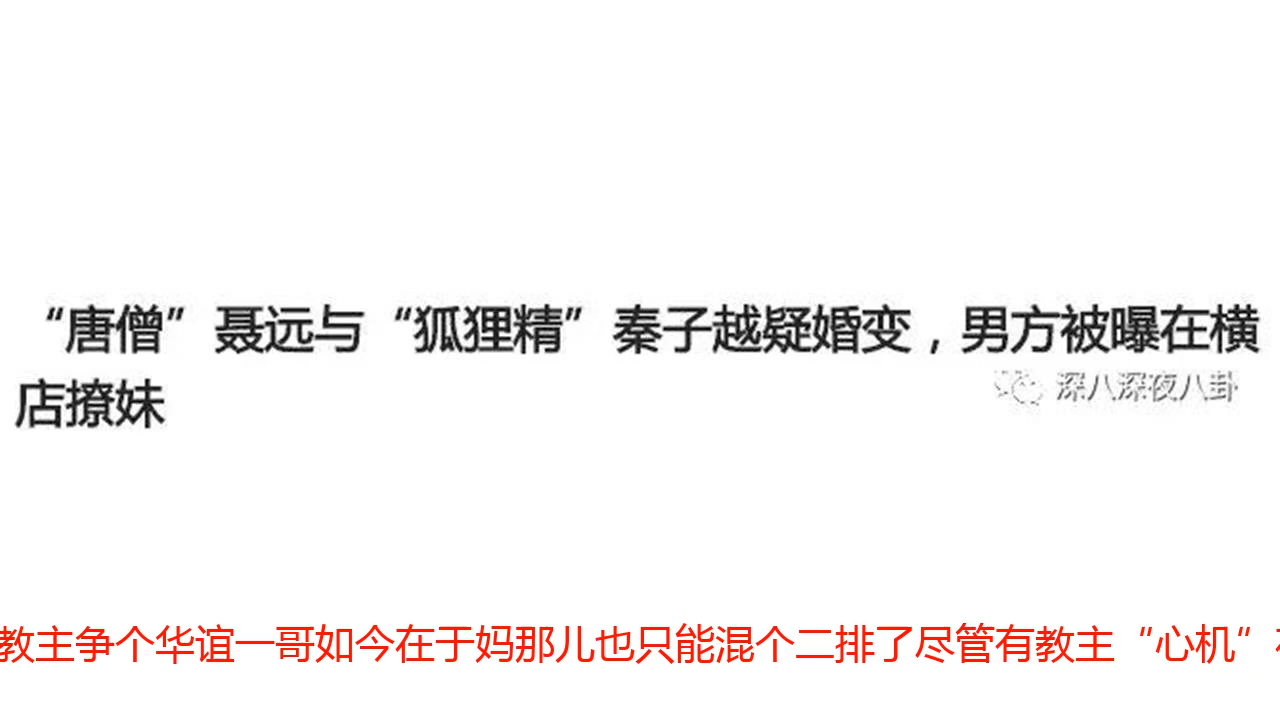 “唐僧”聂远与“狐狸精”秦子越疑婚变，男方被曝在横
店撩妹
深八深夜八卦
教主争个华谊一哥如今在于妈那儿也只能混个二排了尽管有教主“心机“